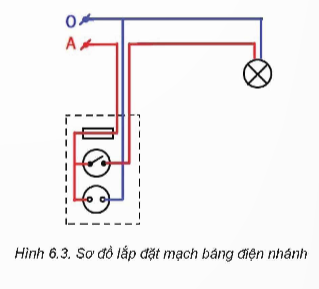 O
A
Hình 6.3. Sơ đồ lắp đặt mạch bảng điện nhánh